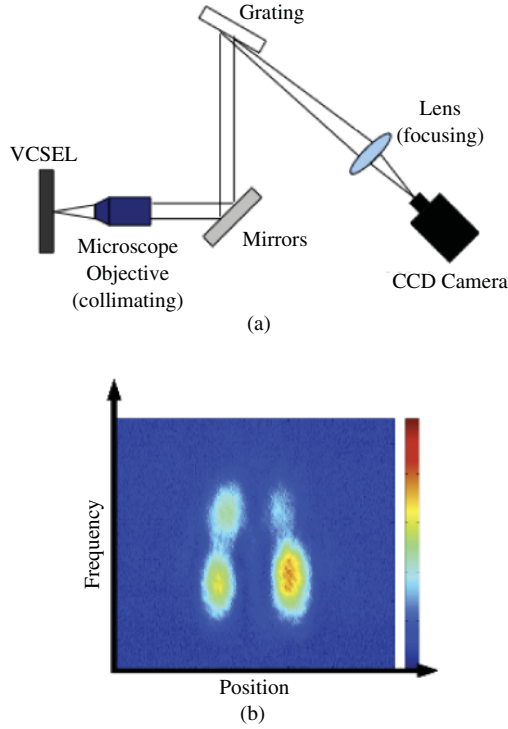 Grating
Lens
(focusing)
VCSEL
Microscope
Objective
(collimating)
Mirrors
CCD Camera
(a)
Frequency
Position
(b)